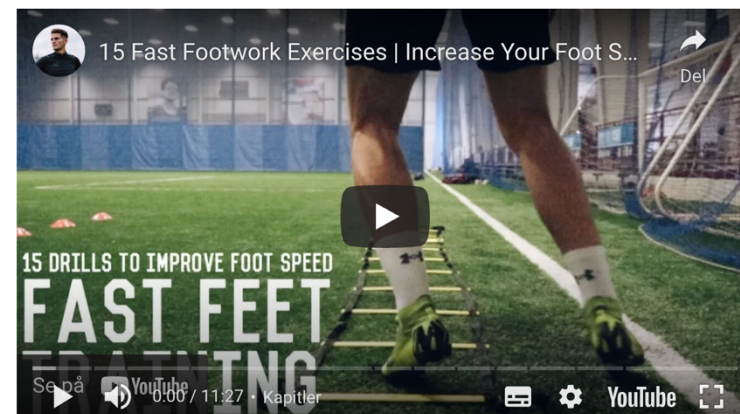 15 Fast Footwork Exercises | Increase Your Foot S...
Del
15 DRILLS TO IMPROVE FOOT SPEED
FAST FEET
TRAINING
Se på YouTube
0:00 / 11:27 • Kapitler
YouTube